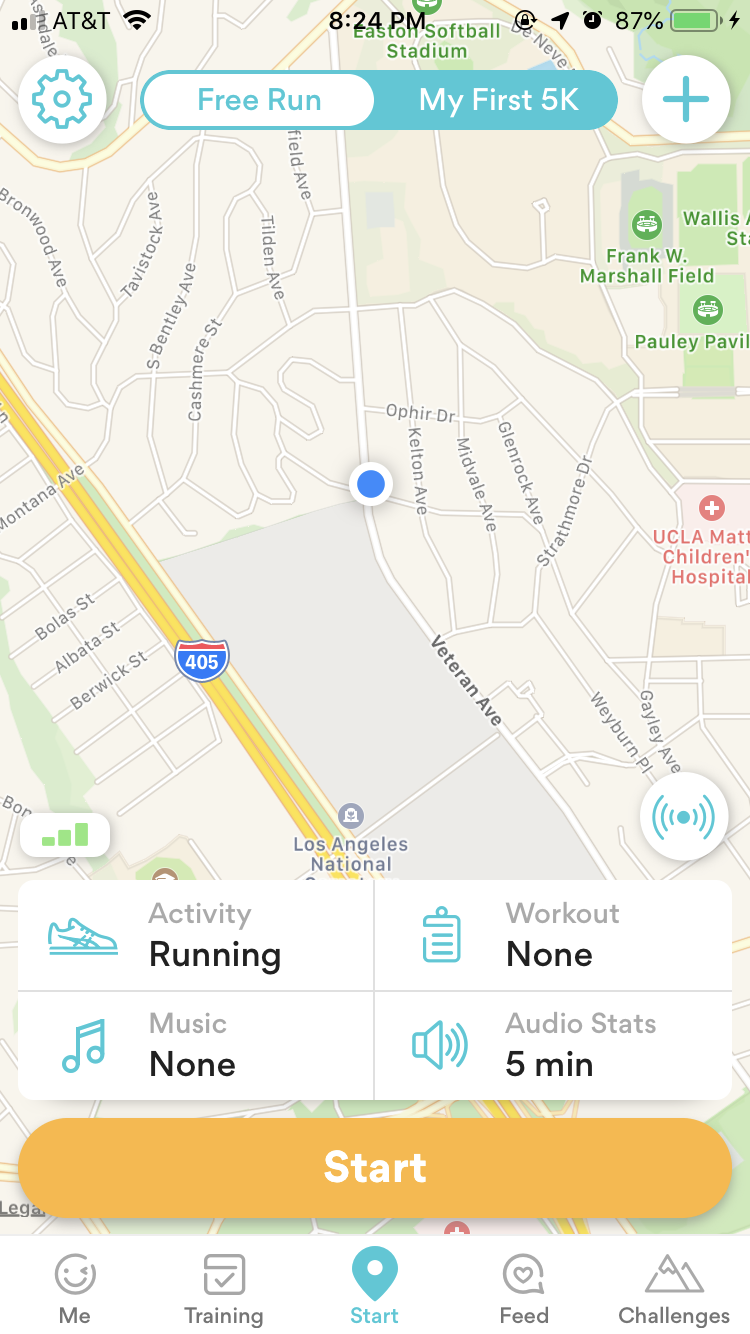 AT&T
8:24 PM
87%
Easton Softball
Stadium
De Neve
Free Run
My First 5K
Bronwood Ave
Tavistock Ave
S Bentley Ave
Cashmere St
Tilden Ave
field Ave
Wallis A
Sta
Frank W.
Marshall Field
Pauley Pavil
Ophir Dr
Kelton Ave
Midvale Ave
Glenrock Ave
Strathmore Dr
Montana Ave
UCLA Matt
Children's
Hospital
Bolas St
Albata St
Berwick St
405
Veteran Ave
Weyburn Pl
Gayley Ave
Bon
Los Angeles
National
Activity
Running
Workout
None
Music
None
Audio Stats
5 min
Start
Legal
Me
Training
Start
Feed
Challenges